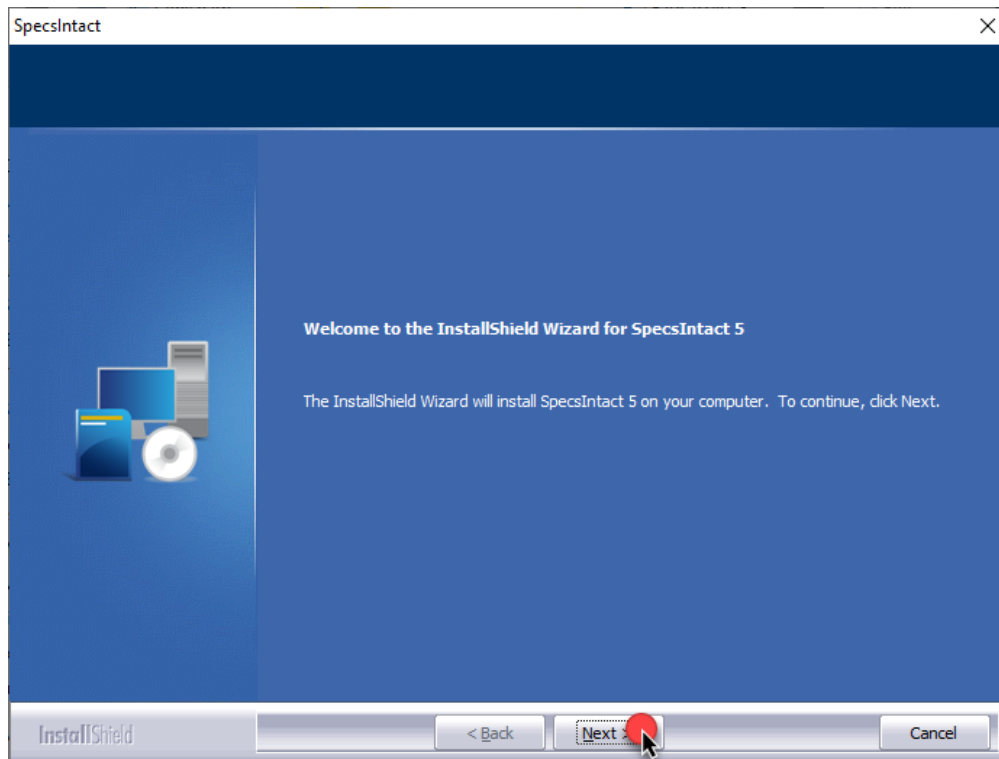 SpecsIntact
Welcome to the InstallShield Wizard for SpecsIntact 5
The InstallShield Wizard will install SpecsIntact 5 on your computer. To continue, click Next.
InstallShield
< Back
Next >
Cancel